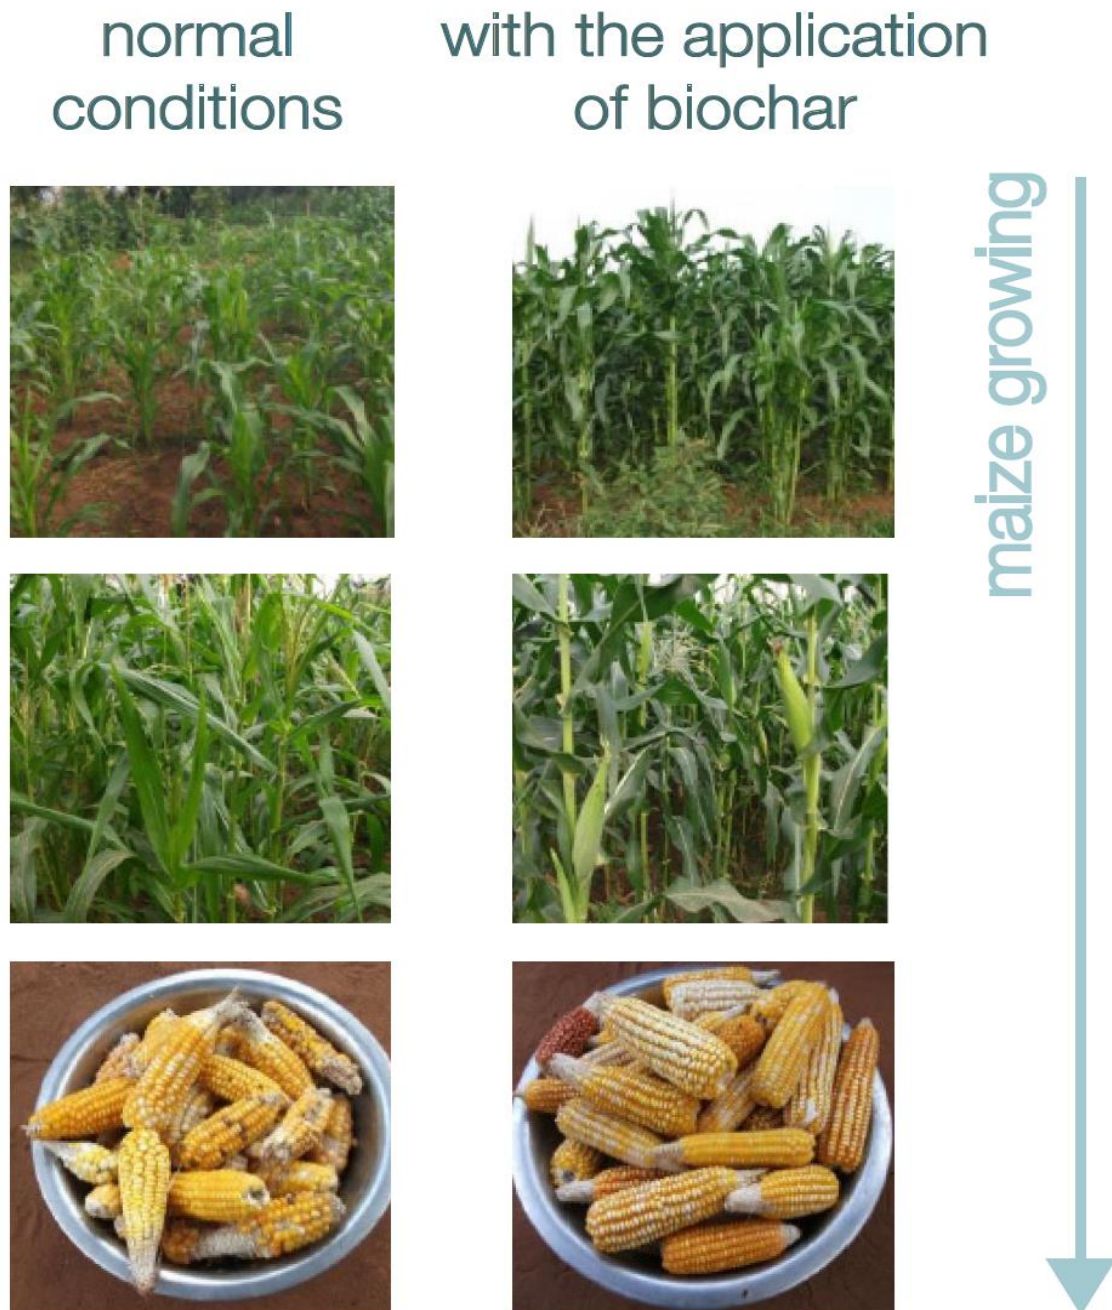 normal
conditions
with the application
of biochar
maize growing